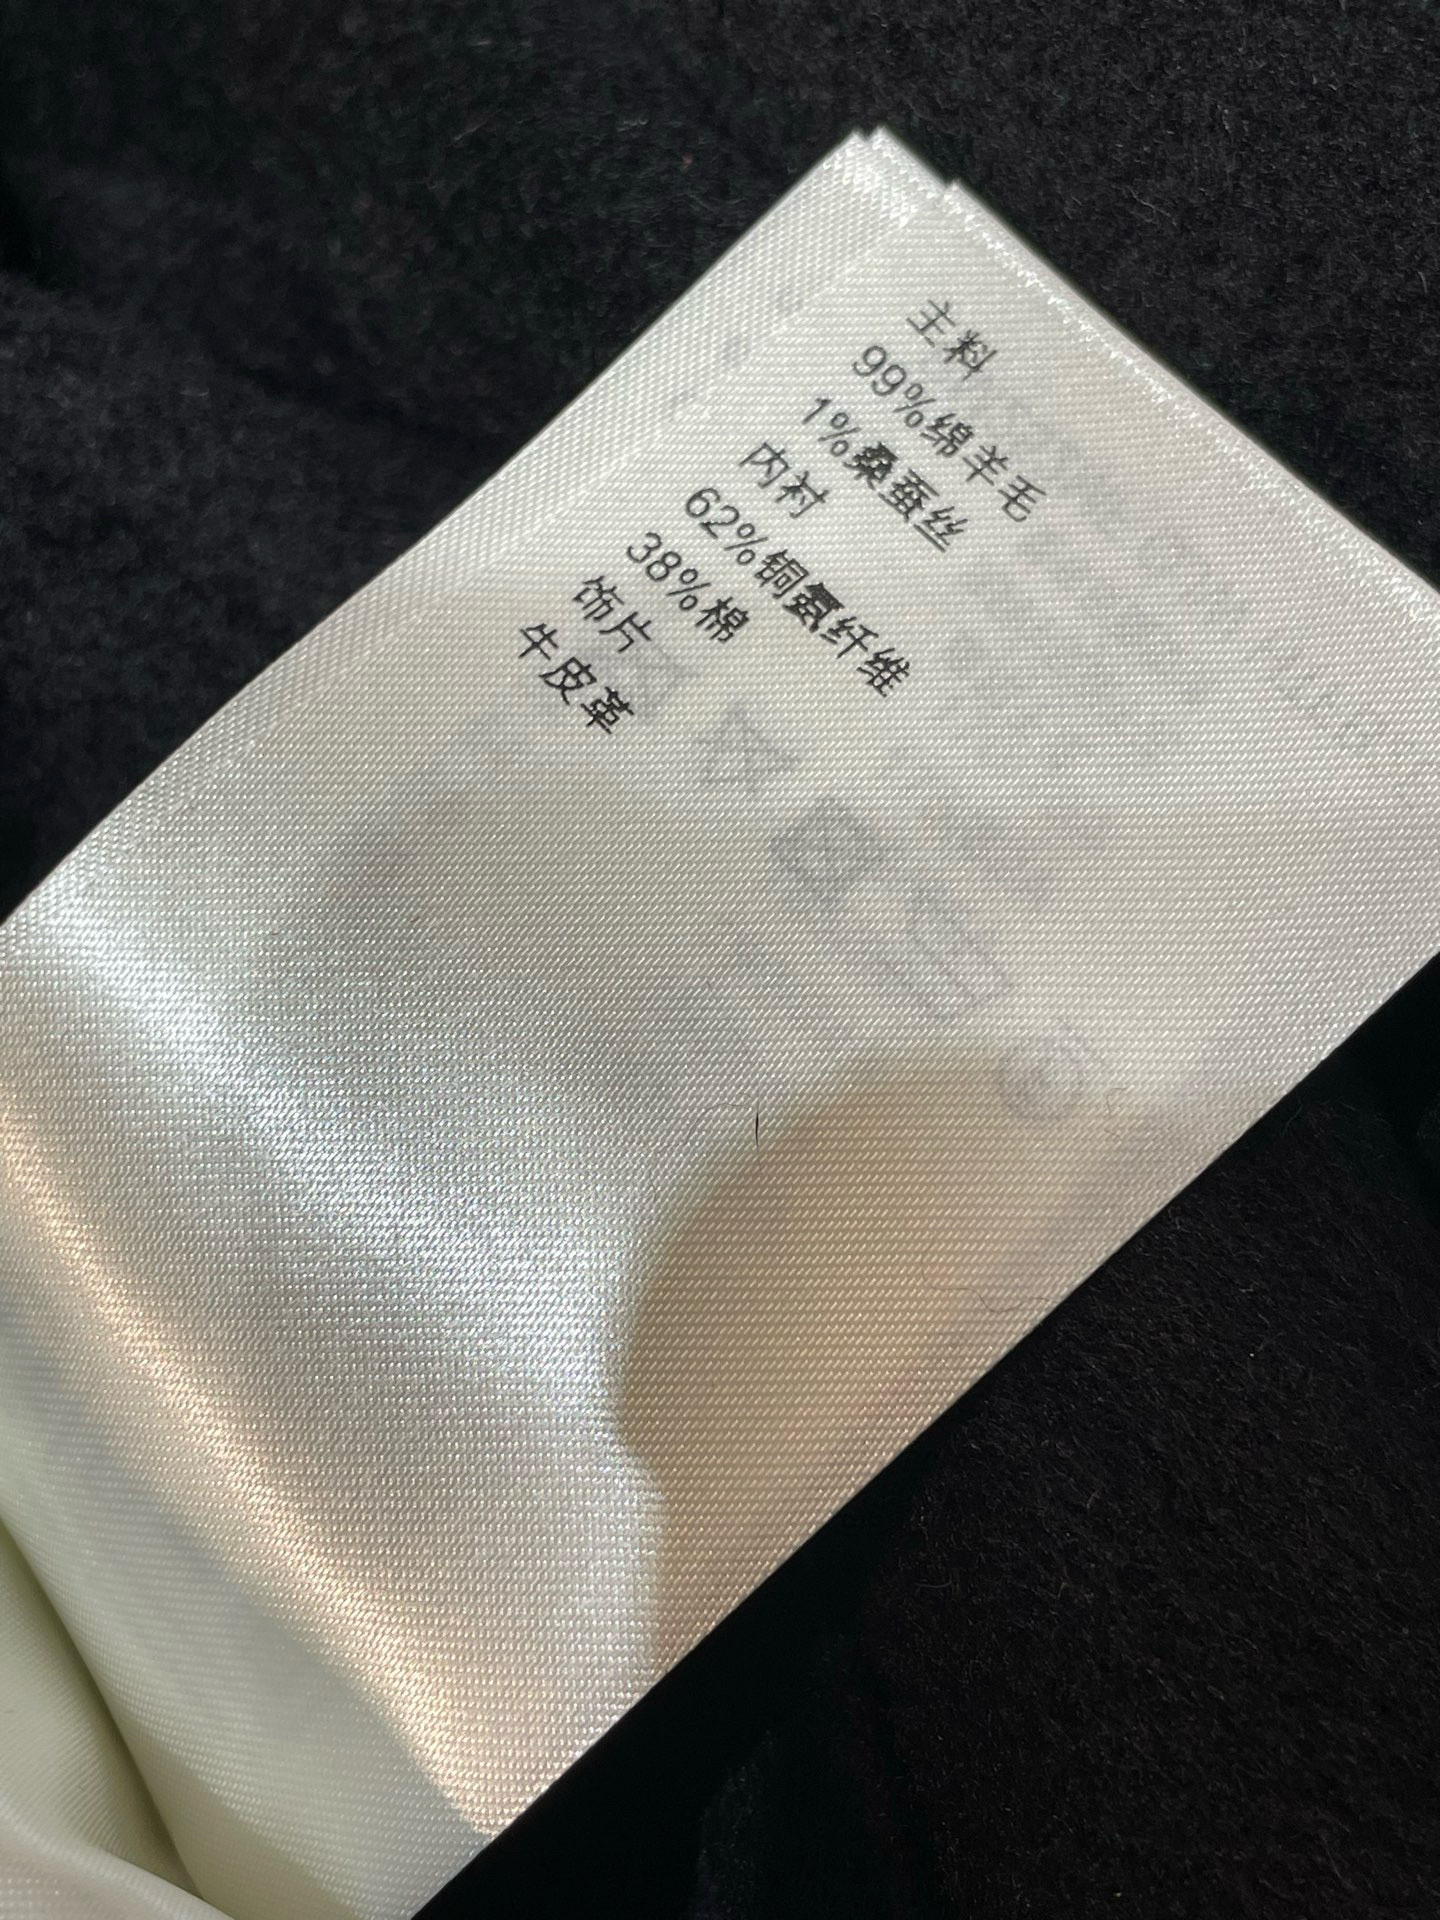 主料
99%绵羊毛
1%桑蚕丝
内衬
62%铜氨纤维
38%棉
饰片
牛皮革